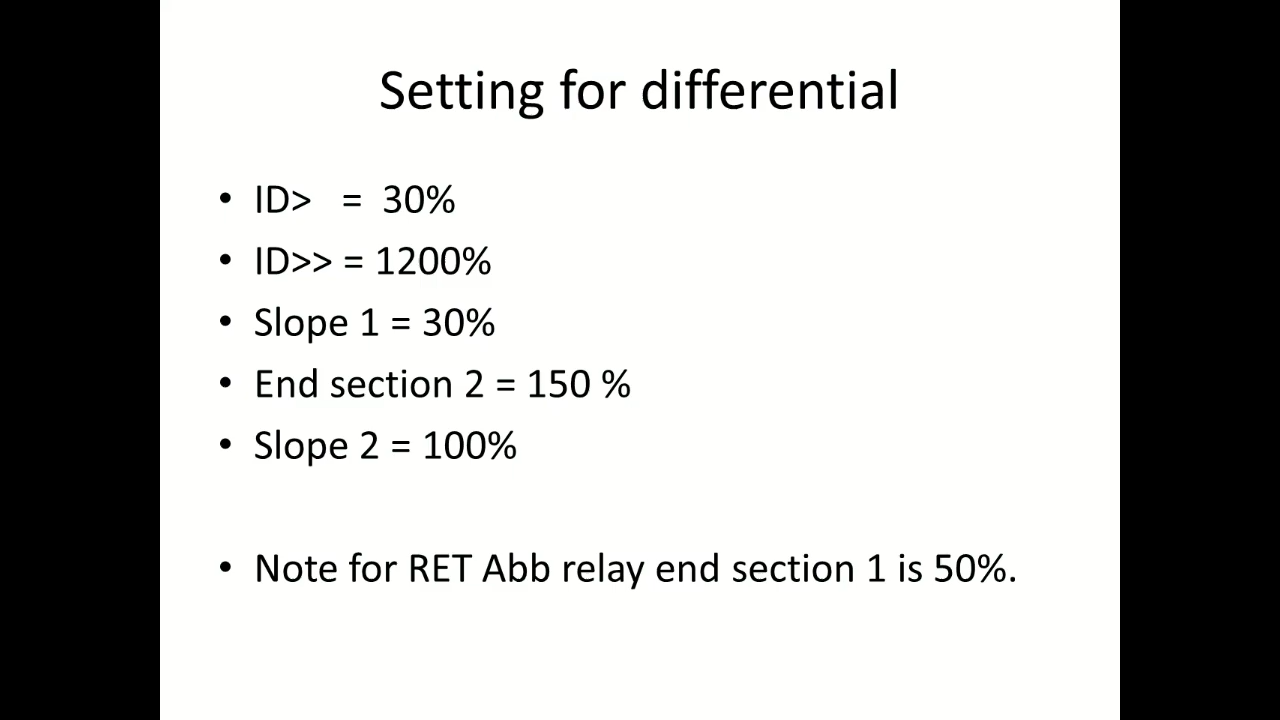 Setting for differential
• ID> = 30%
• ID>> = 1200%
• Slope 1 = 30%
• End section 2 = 150 %
• Slope 2 = 100%
• Note for RET Abb relay end section 1 is 50%.